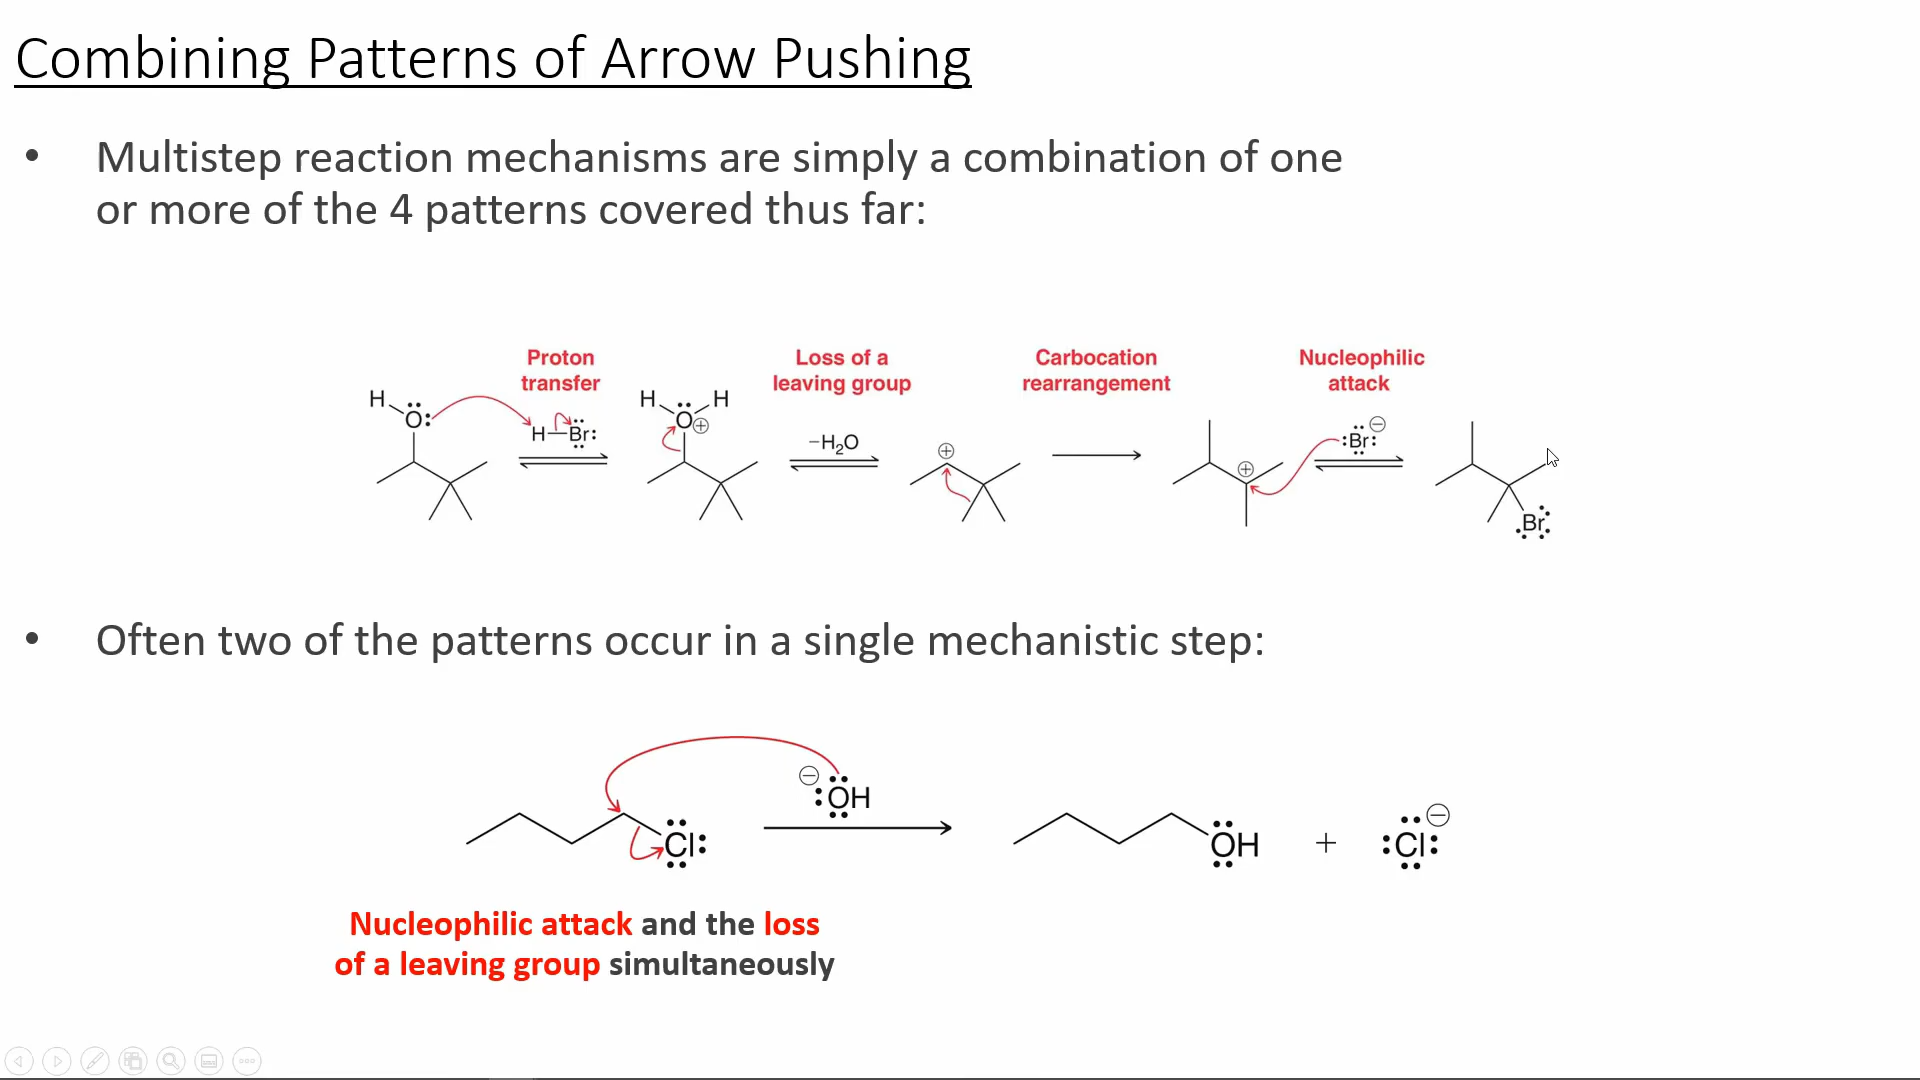 Combining Patterns of Arrow Pushing
• Multistep reaction mechanisms are simply a combination of one
or more of the 4 patterns covered thus far:
Proton
transfer
Loss of a
leaving group
Carbocation
rearrangement
Nucleophilic
attack
H
Ö:
H—Br:
H H
O⊕
−H₂O
⊕
⊕
:Br: ⊖
Br
• Often two of the patterns occur in a single mechanistic step:
Cl:
⊖
:OH
OH
+
:Cl: ⊖
Nucleophilic attack and the loss
of a leaving group simultaneously